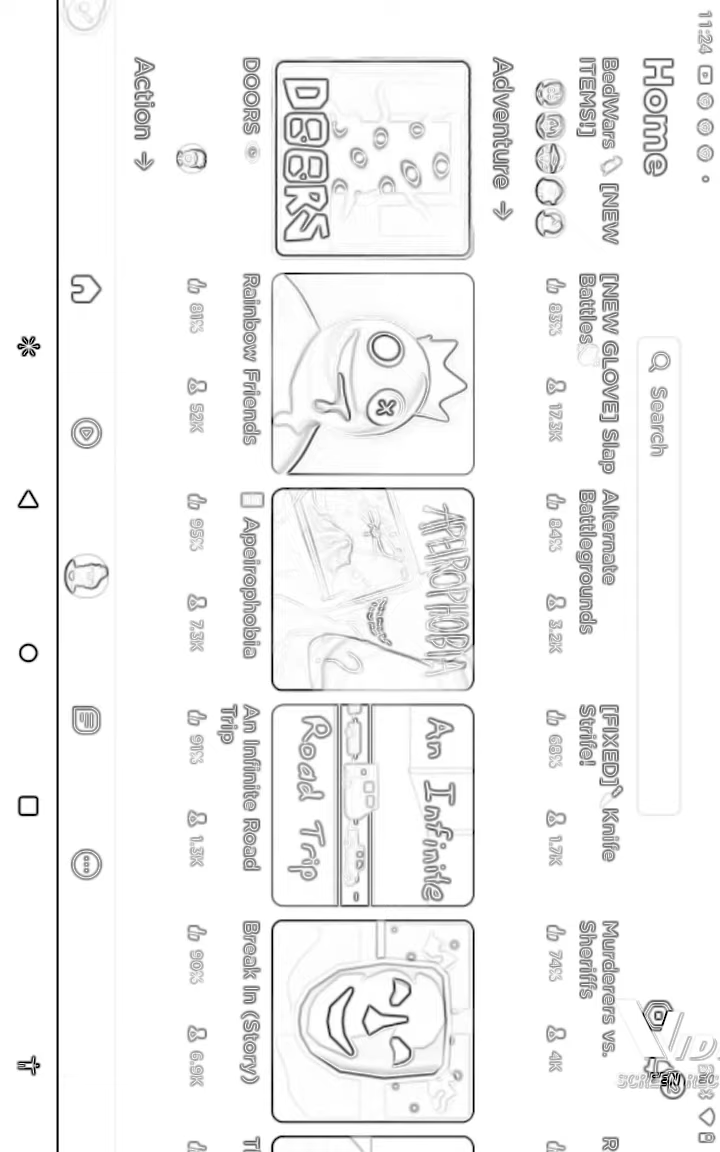 11:24
Home
Search
BedWars [NEW
ITEMS!]
[NEW GLOVE] Slap
Battles
83% 17.3K
Alternate
Battlegrounds
84% 3.2K
[FIXED] Knife
Strife!
68% 1.7K
Murderers vs.
Sheriffs
74% 4K
R
Adventure →
DOORS
DOORS
Rainbow Friends
81% 52K
APEIROPHOBIA
Apeirophobia
95% 7.3K
An Infinite
Road Trip
An Infinite Road
Trip
91% 1.3K
Break In (Story)
90% 6.9K
Action →